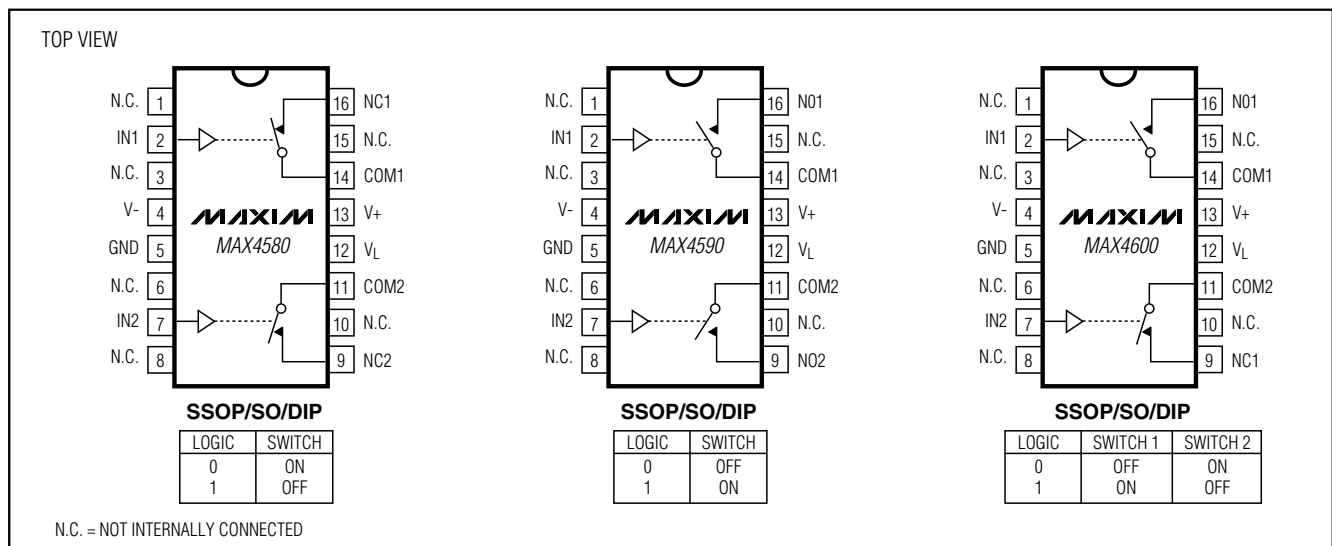 TOP VIEW
N.C. 1
IN1 2
N.C. 3
V- 4
GND 5
N.C. 6
IN2 7
N.C. 8
16 NC1
15 N.C.
14 COM1
13 V+
12 VL
11 COM2
10 N.C.
9 NC2
MAXIM
MAX4580
SSOP/SO/DIP
LOGIC SWITCH
0 ON
1 OFF
N.C. 1
IN1 2
N.C. 3
V- 4
GND 5
N.C. 6
IN2 7
N.C. 8
16 N01
15 N.C.
14 COM1
13 V+
12 VL
11 COM2
10 N.C.
9 NO2
MAXIM
MAX4590
SSOP/SO/DIP
LOGIC SWITCH
0 OFF
1 ON
N.C. 1
IN1 2
N.C. 3
V- 4
GND 5
N.C. 6
IN2 7
N.C. 8
16 N01
15 N.C.
14 COM1
13 V+
12 VL
11 COM2
10 N.C.
9 NC1
MAXIM
MAX4600
SSOP/SO/DIP
LOGIC SWITCH 1 SWITCH 2
0 OFF ON
1 ON OFF
N.C. = NOT INTERNALLY CONNECTED